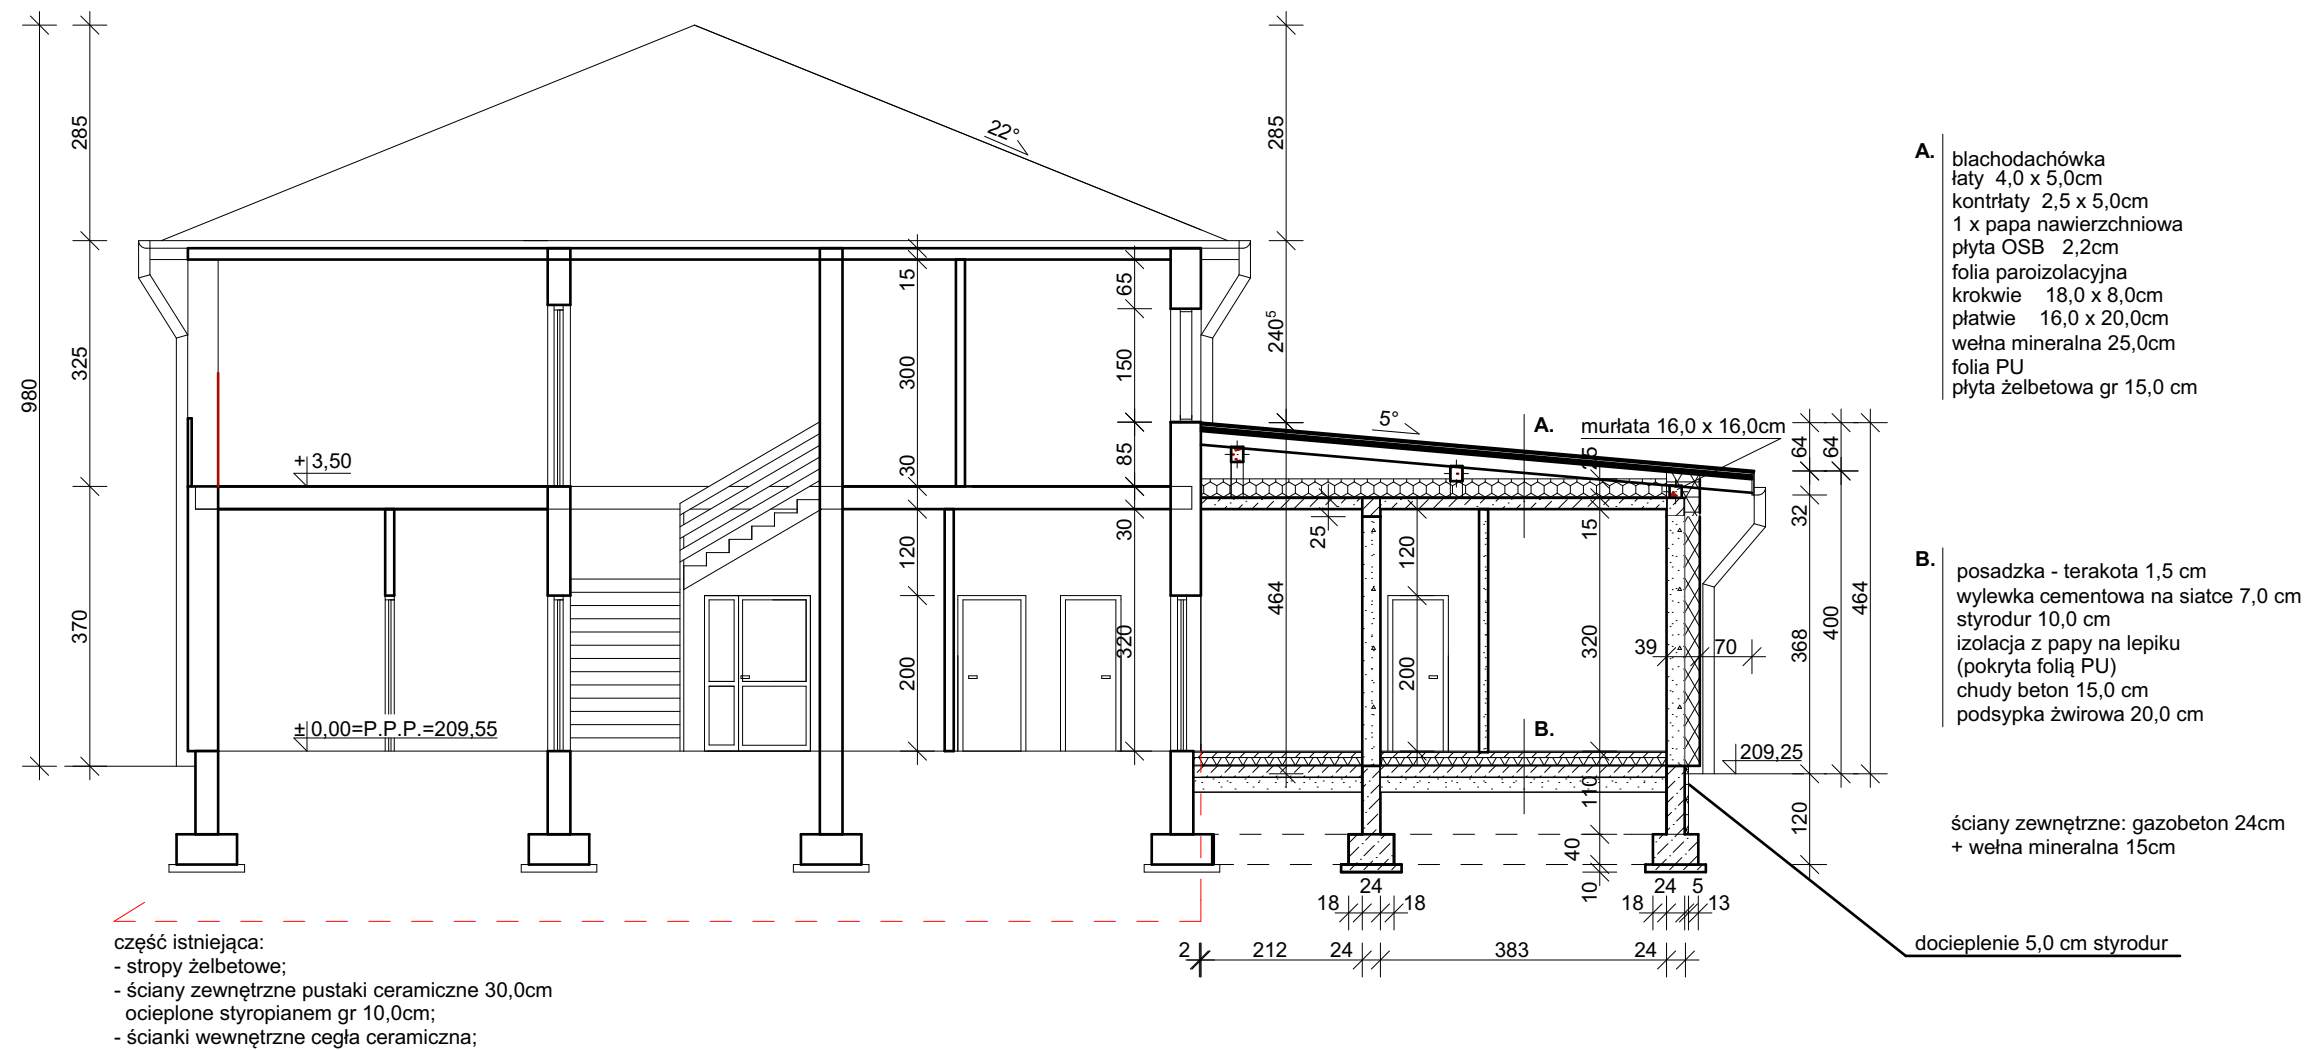 980
285
325
370
22°
285
240⁵
464
+ 3,50
± 0,00=P.P.P.=209,55
15
300
30
120
200
65
150
85
30
320
5°
A.
murłata 16,0 x 16,0cm
25
15
25
120
200
320
39
70
B.
110
40
10
64
64
32
368
400
464
209,25
120
24
18
18
24
5
18
13
2
212
24
383
24
A.
blachodachówka
łaty 4,0 x 5,0cm
kontrłaty 2,5 x 5,0cm
1 x papa nawierzchniowa
płyta OSB 2,2cm
folia paroizolacyjna
krokwie 18,0 x 8,0cm
płatwie 16,0 x 20,0cm
wełna mineralna 25,0cm
folia PU
płyta żelbetowa gr 15,0 cm
B.
posadzka - terakota 1,5 cm
wylewka cementowa na siatce 7,0 cm
styrodur 10,0 cm
izolacja z papy na lepiku
(pokryta folią PU)
chudy beton 15,0 cm
podsypka żwirowa 20,0 cm
ściany zewnętrzne: gazobeton 24cm
+ wełna mineralna 15cm
docieplenie 5,0 cm styrodur
część istniejąca:
- stropy żelbetowe;
- ściany zewnętrzne pustaki ceramiczne 30,0cm
ocieplone styropianem gr 10,0cm;
- ścianki wewnętrzne cegła ceramiczna;